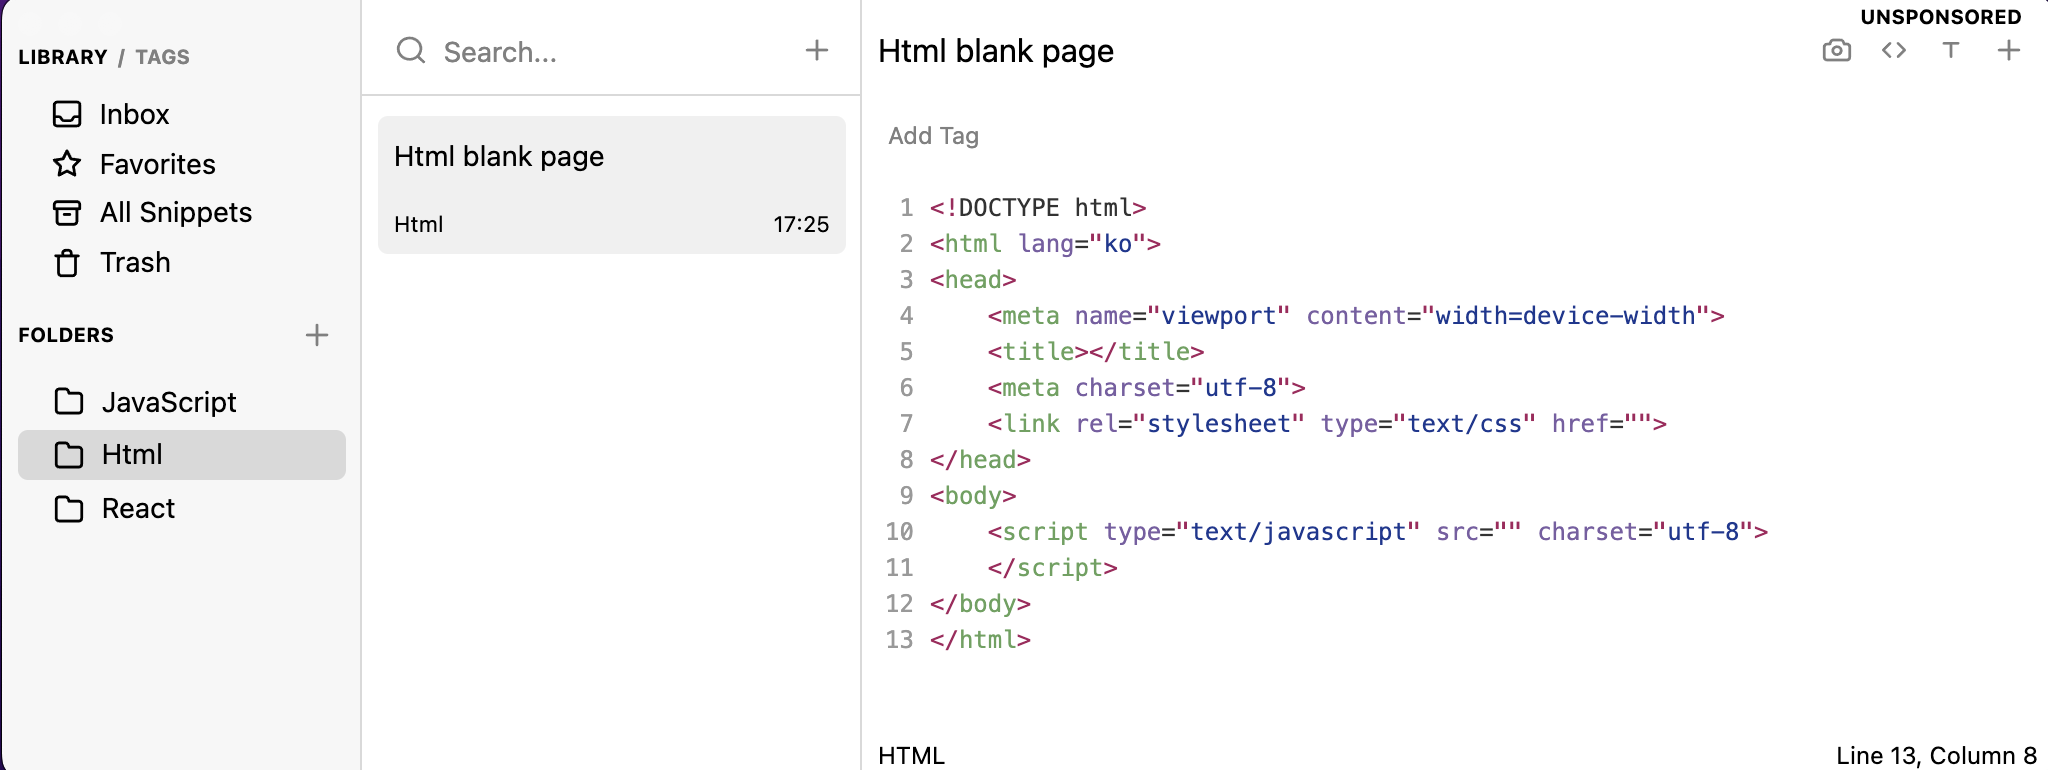 LIBRARY / TAGS
Inbox
Favorites
All Snippets
Trash
FOLDERS
JavaScript
Html
React
Search...
Html blank page
Html 17:25
UNSPONSORED
Html blank page
Add Tag
1 <!DOCTYPE html>
2 <html lang="ko">
3 <head>
4     <meta name="viewport" content="width=device-width">
5     <title></title>
6     <meta charset="utf-8">
7     <link rel="stylesheet" type="text/css" href="">
8 </head>
9 <body>
10     <script type="text/javascript" src="" charset="utf-8">
11     </script>
12 </body>
13 </html>
HTML
Line 13, Column 8